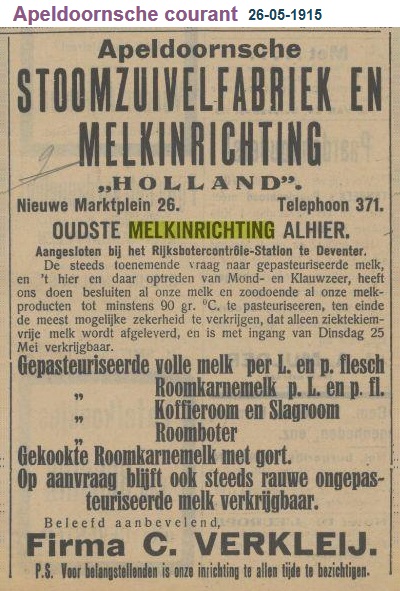 Apeldoornsche courant 26-05-1915
Apeldoornsche
STOOMZUIVELFABRIEK EN
MELKINRICHTING
„HOLLAND”.
Nieuwe Marktplein 26. Telephoon 371.
OUDSTE MELKINRICHTING ALHIER.
Aangesloten bij het Rijksbotercontrôle-Station te Deventer.
De steeds toenemende vraag naar gepasteuriseerde melk,
en 't hier en daar optreden van Mond- en Klauwzeer, heeft
ons doen besluiten al onze melk en zoodoende al onze melk-
producten tot minstens 90 gr. ⁰C, te pasteuriseeren, ten einde
de meest mogelijke zekerheid te verkrijgen, dat alleen ziektekiem-
vrije melk wordt afgeleverd, en is met ingang van Dinsdag 25
Mei verkrijgbaar.
Gepasteuriseerde volle melk per L. en p. flesch
„ Roomkarnemelk p. L. en p. fl.
„ Koffieroom en Slagroom
„ Roomboter
Gekookte Roomkarnemelk met gort.
Op aanvraag blijft ook steeds rauwe ongepas-
teuriseerde melk verkrijgbaar.
Beleefd aanbevelend,
Firma C. VERKLEIJ.
P.S. Voor belangstellenden is onze inrichting te allen tijde te bezichtigen.